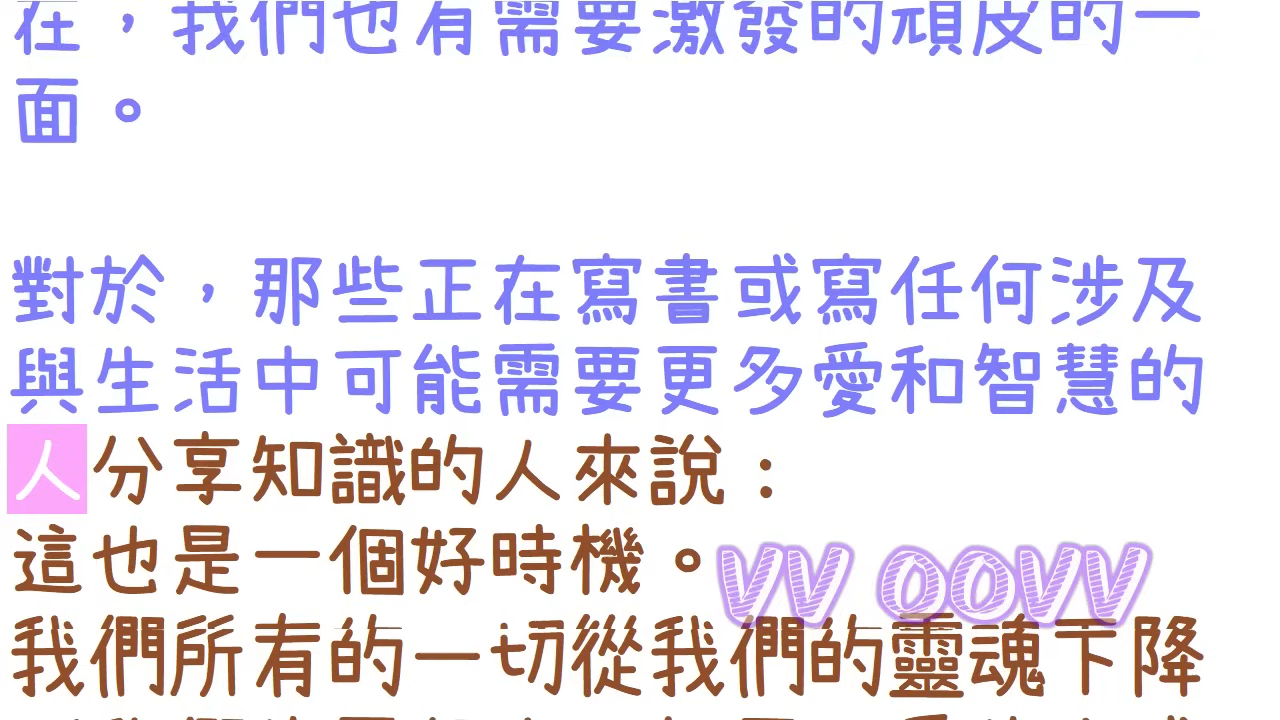 在，我們也有需要激發的頑皮的一
面。
對於，那些正在寫書或寫任何涉及
與生活中可能需要更多愛和智慧的
人分享知識的人來說：
這也是一個好時機。
VV OOVV
我們所有的一切從我們的靈魂下降